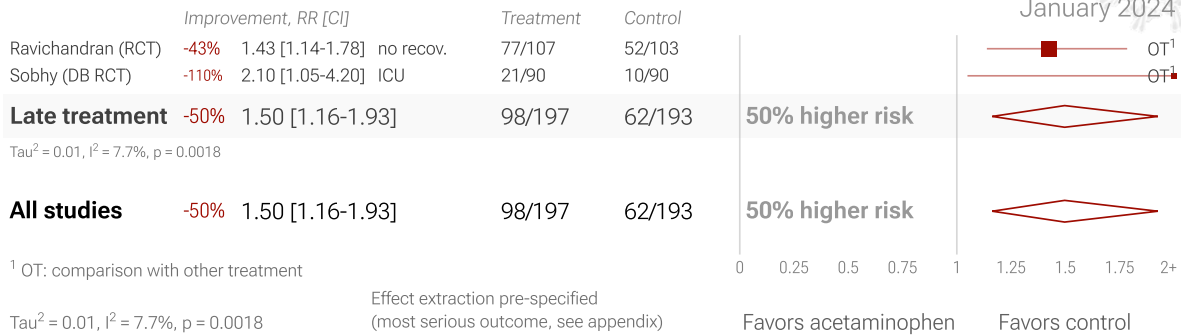 January 2024
Improvement, RR [CI] Treatment Control
Ravichandran (RCT) -43% 1.43 [1.14-1.78] no recov. 77/107 52/103 OT¹
Sobhy (DB RCT) -110% 2.10 [1.05-4.20] ICU 21/90 10/90 OT¹
Late treatment -50% 1.50 [1.16-1.93] 98/197 62/193 50% higher risk
Tau² = 0.01, I² = 7.7%, p = 0.0018
All studies -50% 1.50 [1.16-1.93] 98/197 62/193 50% higher risk
¹ OT: comparison with other treatment 0 0.25 0.5 0.75 1 1.25 1.5 1.75 2+
Effect extraction pre-specified
Tau² = 0.01, I² = 7.7%, p = 0.0018 (most serious outcome, see appendix) Favors acetaminophen Favors control